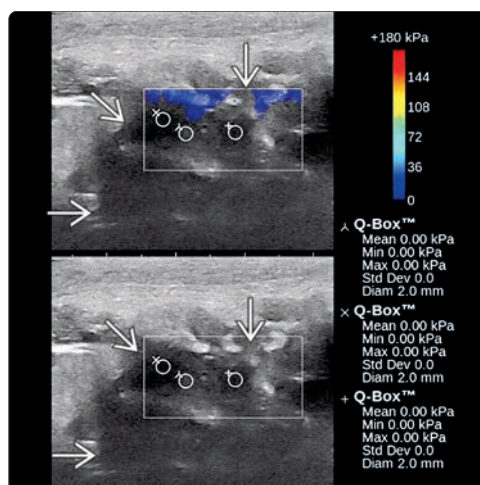 +180 kPa
144
108
72
36
0
⅄ Q-Box™
Mean 0.00 kPa
Min 0.00 kPa
Max 0.00 kPa
Std Dev 0.0
Diam 2.0 mm
× Q-Box™
Mean 0.00 kPa
Min 0.00 kPa
Max 0.00 kPa
Std Dev 0.0
Diam 2.0 mm
+ Q-Box™
Mean 0.00 kPa
Min 0.00 kPa
Max 0.00 kPa
Std Dev 0.0
Diam 2.0 mm